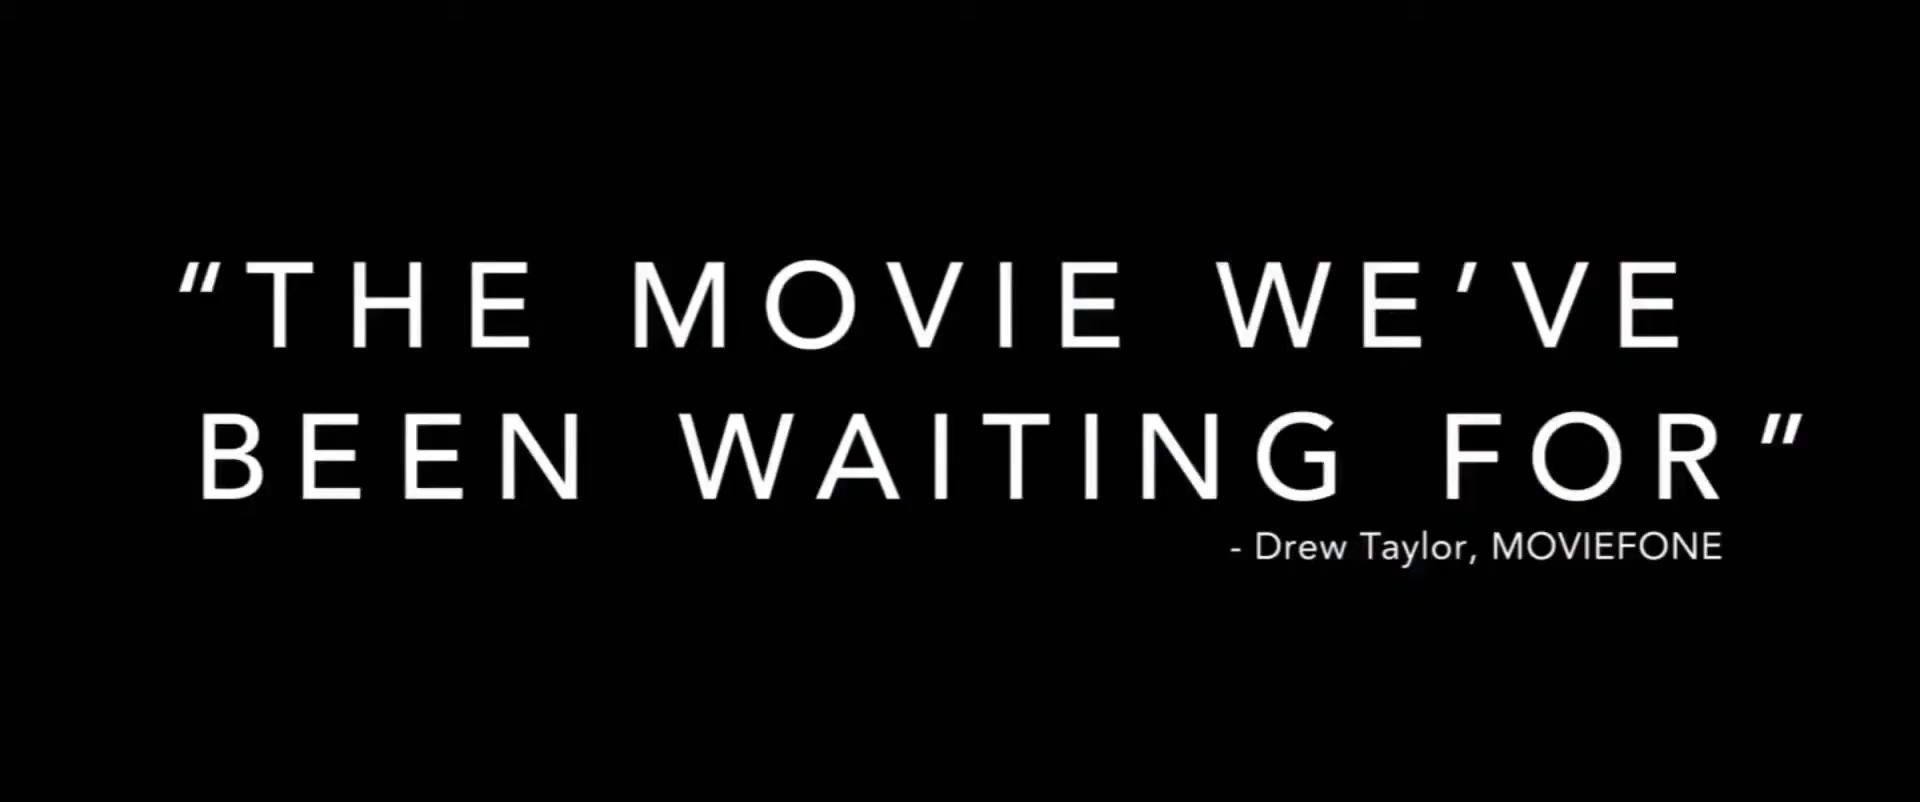 “THE MOVIE WE’VE
BEEN WAITING FOR”
- Drew Taylor, MOVIEFONE